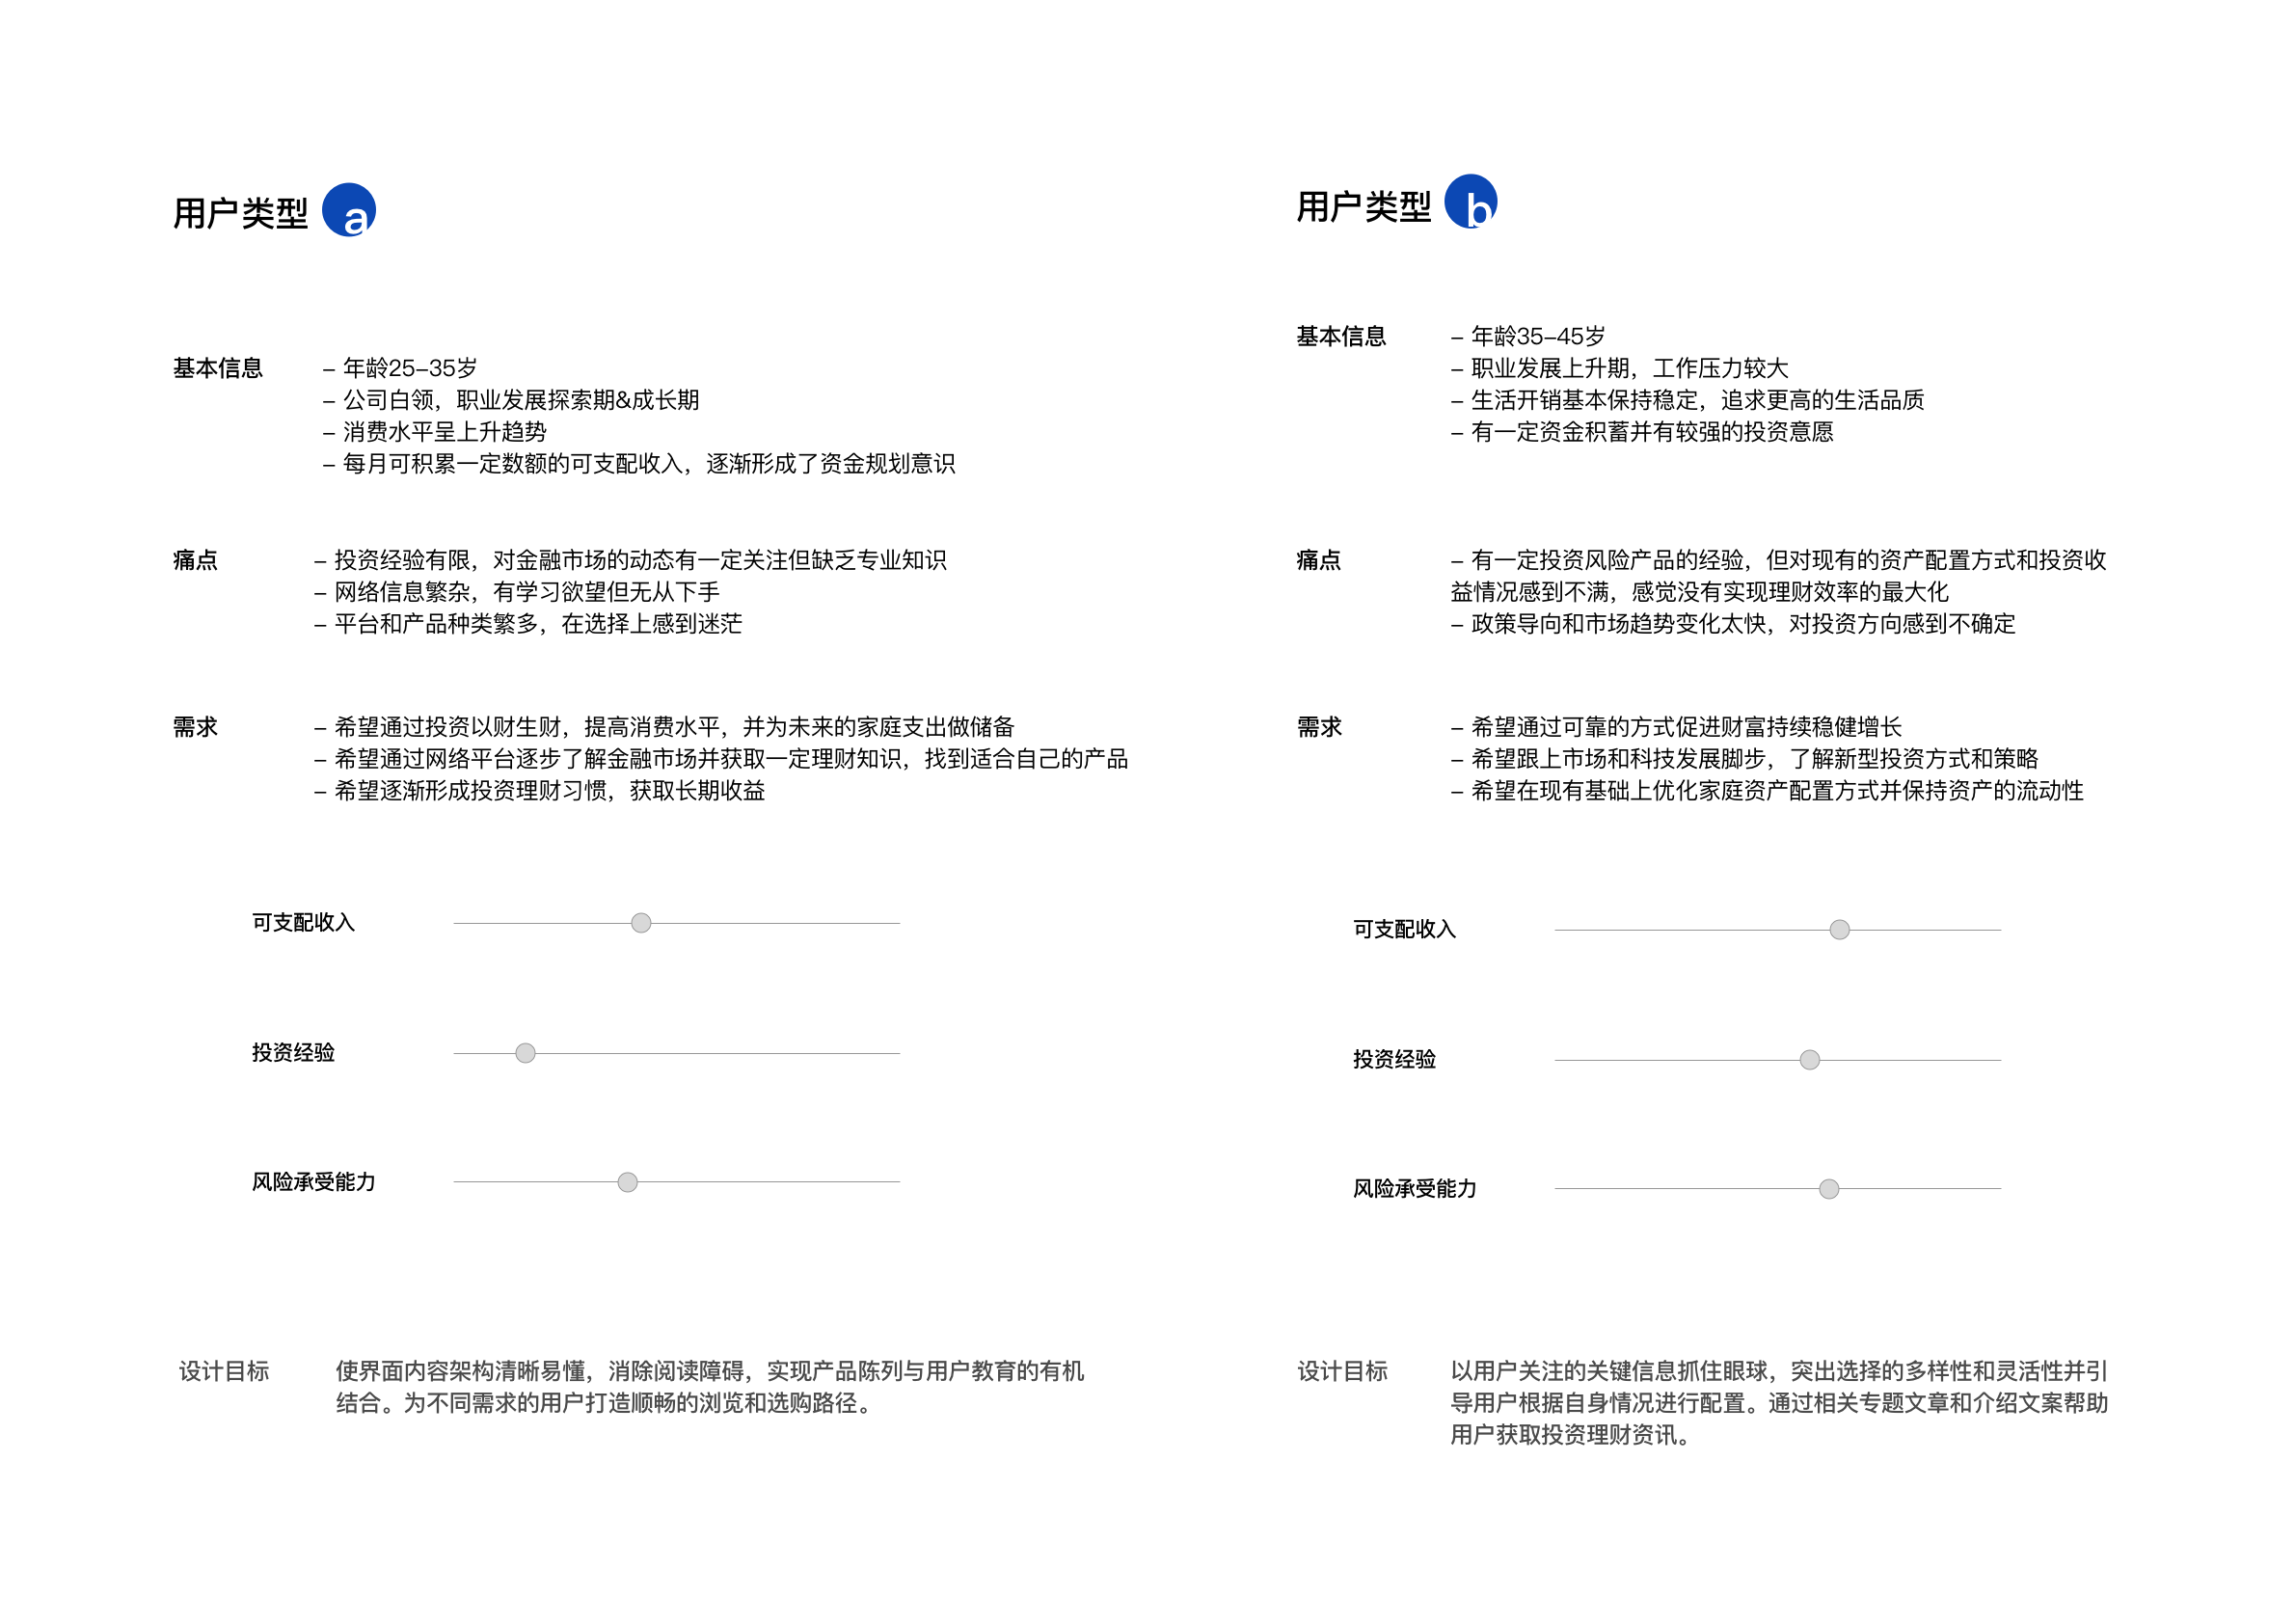 用户类型 a
基本信息
– 年龄25–35岁
– 公司白领，职业发展探索期&成长期
– 消费水平呈上升趋势
– 每月可积累一定数额的可支配收入，逐渐形成了资金规划意识
痛点
– 投资经验有限，对金融市场的动态有一定关注但缺乏专业知识
– 网络信息繁杂，有学习欲望但无从下手
– 平台和产品种类繁多，在选择上感到迷茫
需求
– 希望通过投资以财生财，提高消费水平，并为未来的家庭支出做储备
– 希望通过网络平台逐步了解金融市场并获取一定理财知识，找到适合自己的产品
– 希望逐渐形成投资理财习惯，获取长期收益
可支配收入
投资经验
风险承受能力
设计目标
使界面内容架构清晰易懂，消除阅读障碍，实现产品陈列与用户教育的有机
结合。为不同需求的用户打造顺畅的浏览和选购路径。
用户类型 b
基本信息
– 年龄35–45岁
– 职业发展上升期，工作压力较大
– 生活开销基本保持稳定，追求更高的生活品质
– 有一定资金积蓄并有较强的投资意愿
痛点
– 有一定投资风险产品的经验，但对现有的资产配置方式和投资收
益情况感到不满，感觉没有实现理财效率的最大化
– 政策导向和市场趋势变化太快，对投资方向感到不确定
需求
– 希望通过可靠的方式促进财富持续稳健增长
– 希望跟上市场和科技发展脚步，了解新型投资方式和策略
– 希望在现有基础上优化家庭资产配置方式并保持资产的流动性
可支配收入
投资经验
风险承受能力
设计目标
以用户关注的关键信息抓住眼球，突出选择的多样性和灵活性并引
导用户根据自身情况进行配置。通过相关专题文章和介绍文案帮助
用户获取投资理财资讯。